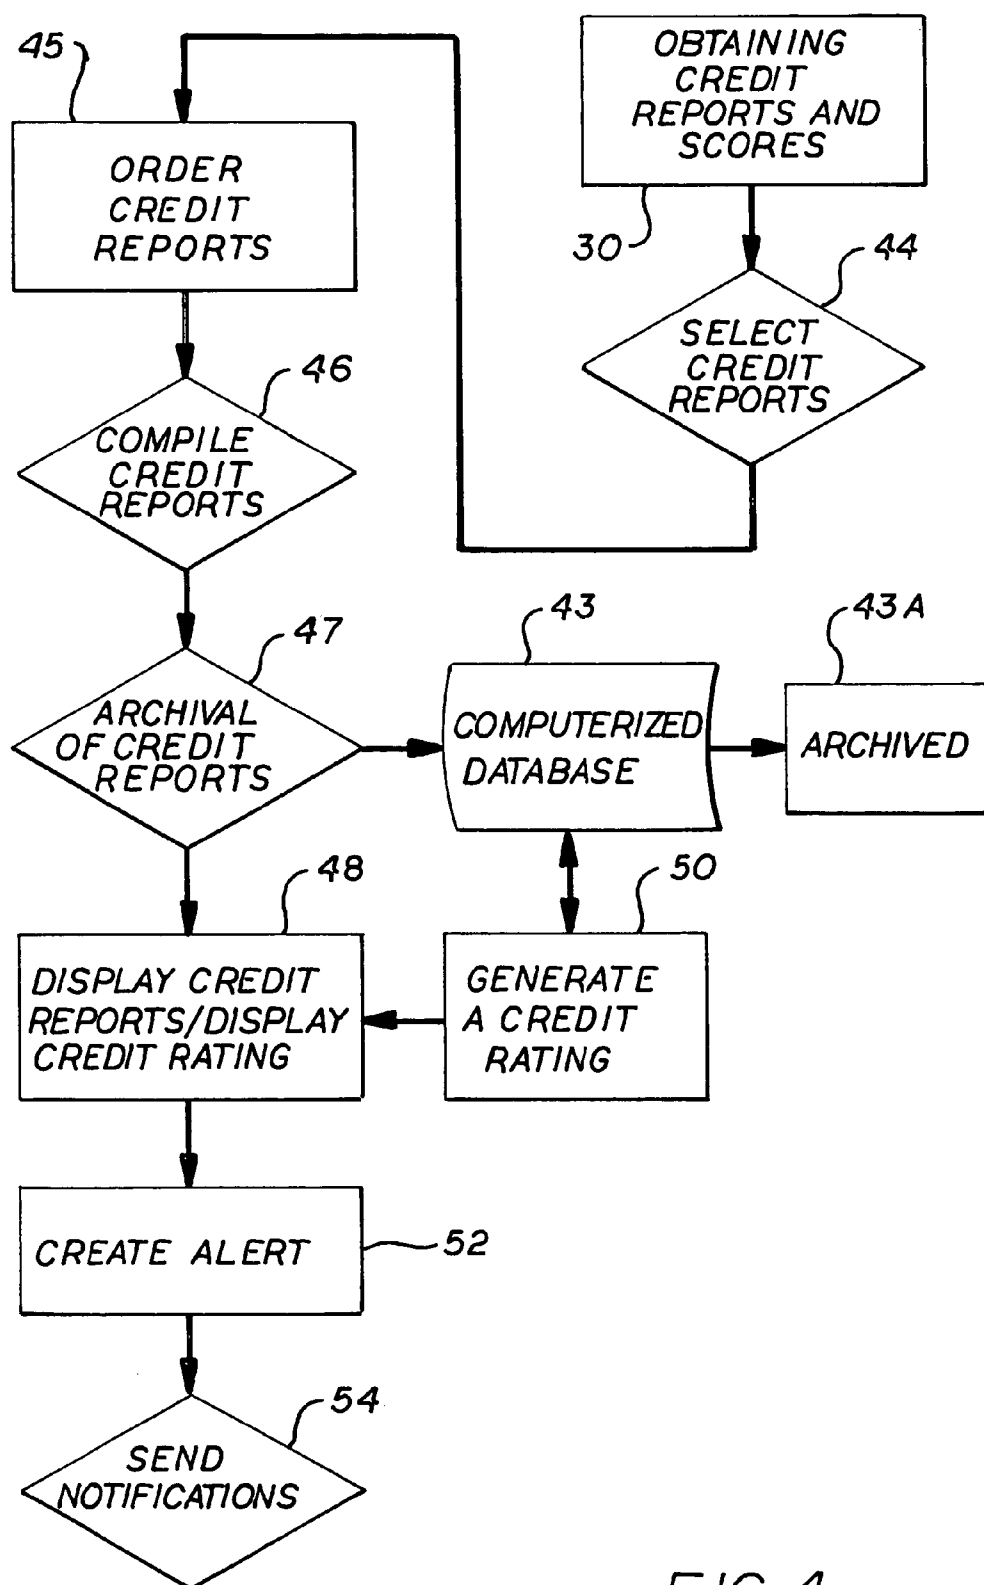 45
OBTAINING
CREDIT
REPORTS AND
SCORES
ORDER
CREDIT
REPORTS
30
44
SELECT
CREDIT
REPORTS
46
COMPILE
CREDIT
REPORTS
47
43
43A
ARCHIVAL
OF CREDIT
REPORTS
COMPUTERIZED
DATABASE
ARCHIVED
48
50
DISPLAY CREDIT
REPORTS/DISPLAY
CREDIT RATING
GENERATE
A CREDIT
RATING
CREATE ALERT
52
54
SEND
NOTIFICATIONS
FIG. 4